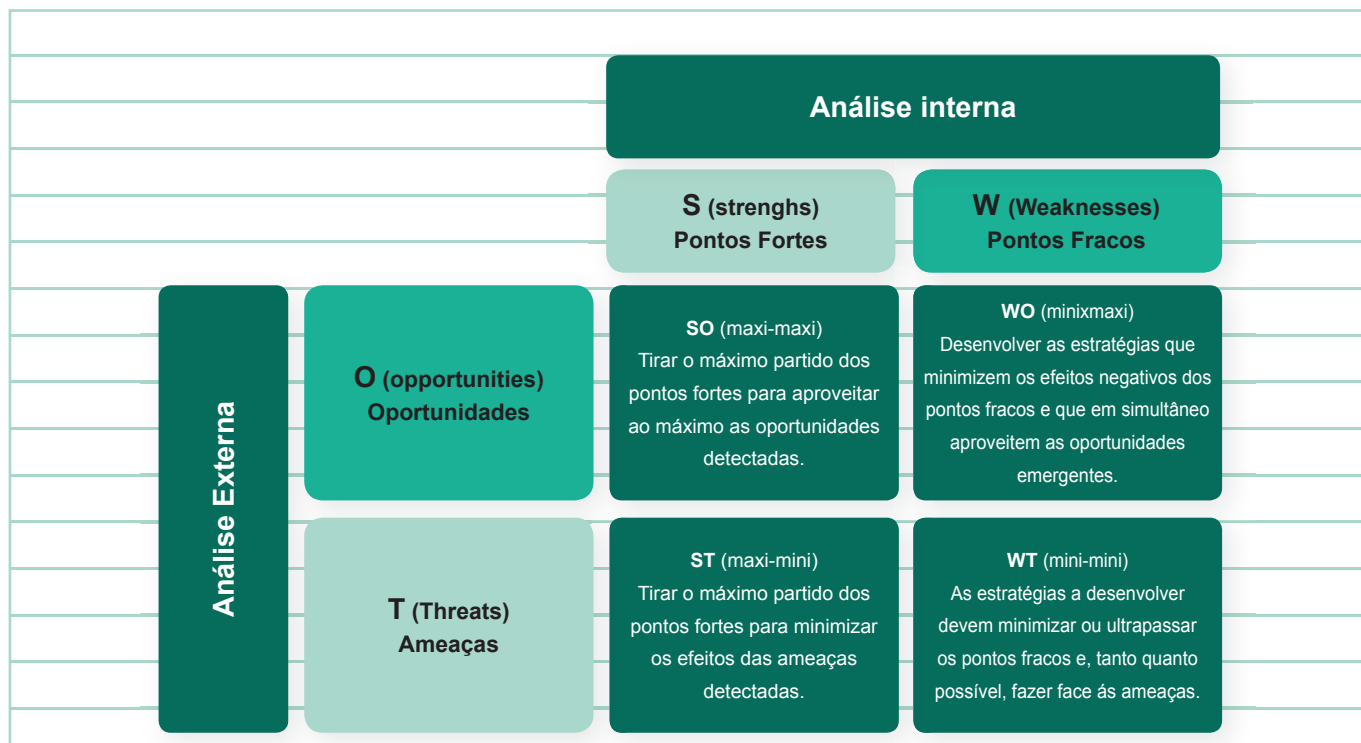 Análise interna
S (strenghs)
Pontos Fortes
W (Weaknesses)
Pontos Fracos
Análise Externa
O (opportunities)
Oportunidades
SO (maxi-maxi)
Tirar o máximo partido dos
pontos fortes para aproveitar
ao máximo as oportunidades
detectadas.
WO (minixmaxi)
Desenvolver as estratégias que
minimizem os efeitos negativos dos
pontos fracos e que em simultâneo
aproveitem as oportunidades
emergentes.
T (Threats)
Ameaças
ST (maxi-mini)
Tirar o máximo partido dos
pontos fortes para minimizar
os efeitos das ameaças
detectadas.
WT (mini-mini)
As estratégias a desenvolver
devem minimizar ou ultrapassar
os pontos fracos e, tanto quanto
possível, fazer face ás ameaças.